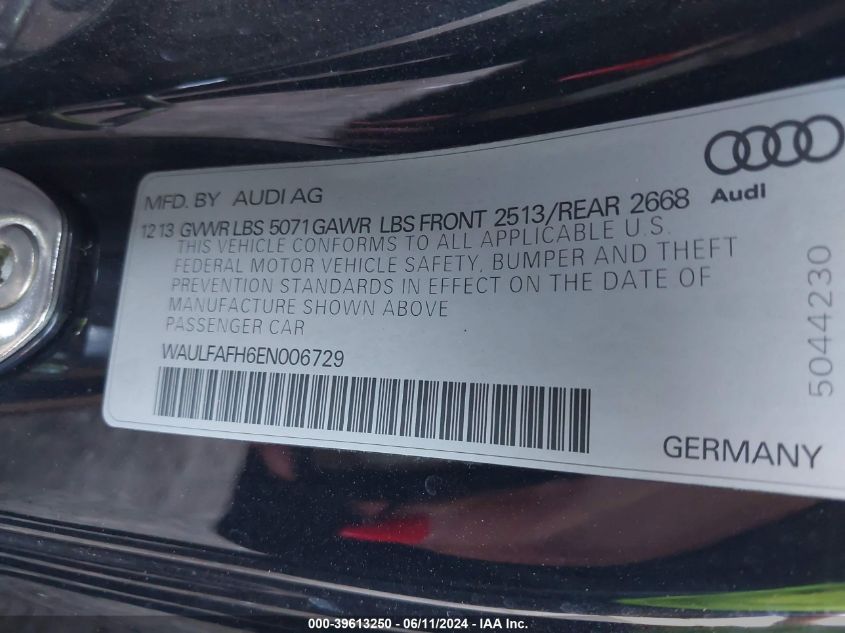 MFD. BY AUDI AG
Audi
12 13 GVWR LBS 5071 GAWR LBS FRONT 2513/REAR 2668
THIS VEHICLE CONFORMS TO ALL APPLICABLE U.S.
FEDERAL MOTOR VEHICLE SAFETY, BUMPER AND THEFT
PREVENTION STANDARDS IN EFFECT ON THE DATE OF
MANUFACTURE SHOWN ABOVE
PASSENGER CAR
WAULFAFH6EN006729
5044230
GERMANY
000-39613250 - 06/11/2024 - IAA Inc.